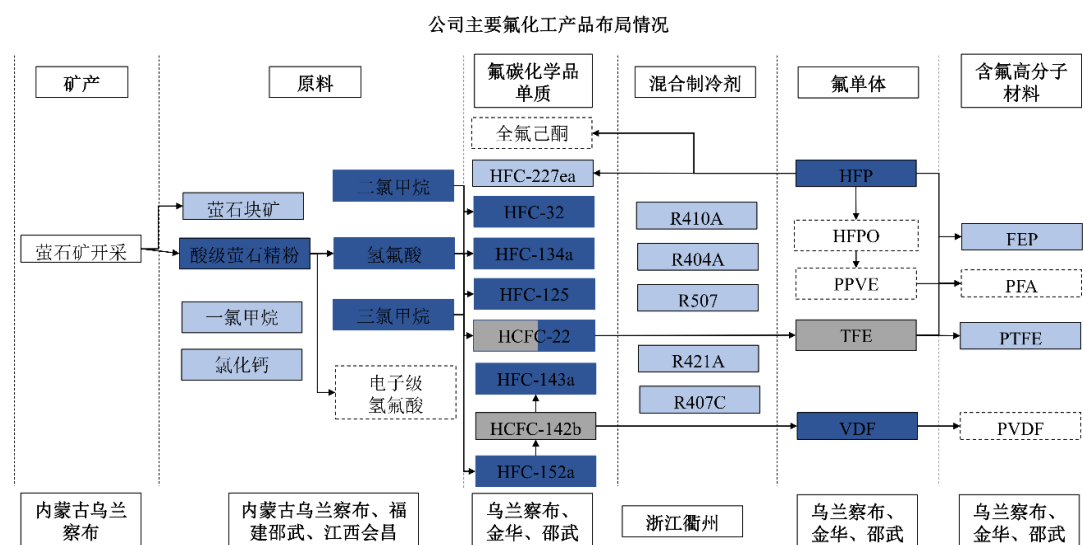 公司主要氟化工产品布局情况
矿产
原料
氟碳化学品
单质
混合制冷剂
氟单体
含氟高分子
材料
全氟己酮
二氯甲烷
HFC-227ea
HFP
萤石块矿
HFC-32
R410A
HFPO
FEP
萤石矿开采
酸级萤石精粉
氢氟酸
HFC-134a
R404A
PPVE
PFA
HFC-125
R507
一氯甲烷
三氯甲烷
HCFC-22
TFE
PTFE
氯化钙
R421A
电子级
氢氟酸
HFC-143a
R407C
HCFC-142b
VDF
PVDF
HFC-152a
内蒙古乌兰
察布
内蒙古乌兰察布、福
建邵武、江西会昌
乌兰察布、
金华、邵武
浙江衢州
乌兰察布、
金华、邵武
乌兰察布、
金华、邵武